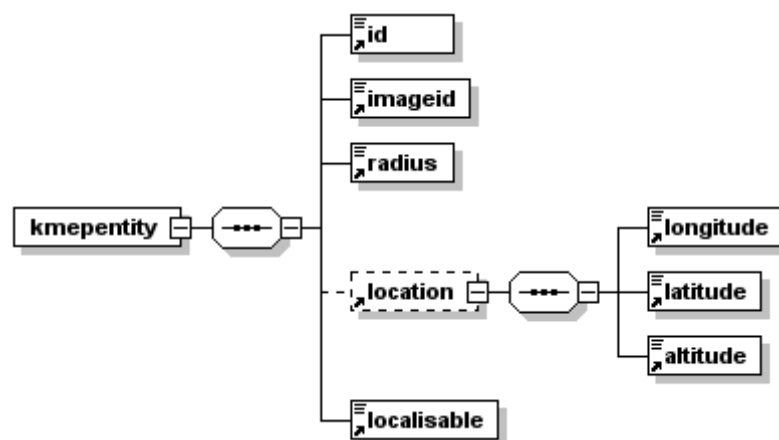 id
imageid
radius
kmepentity
location
longitude
latitude
altitude
localisable